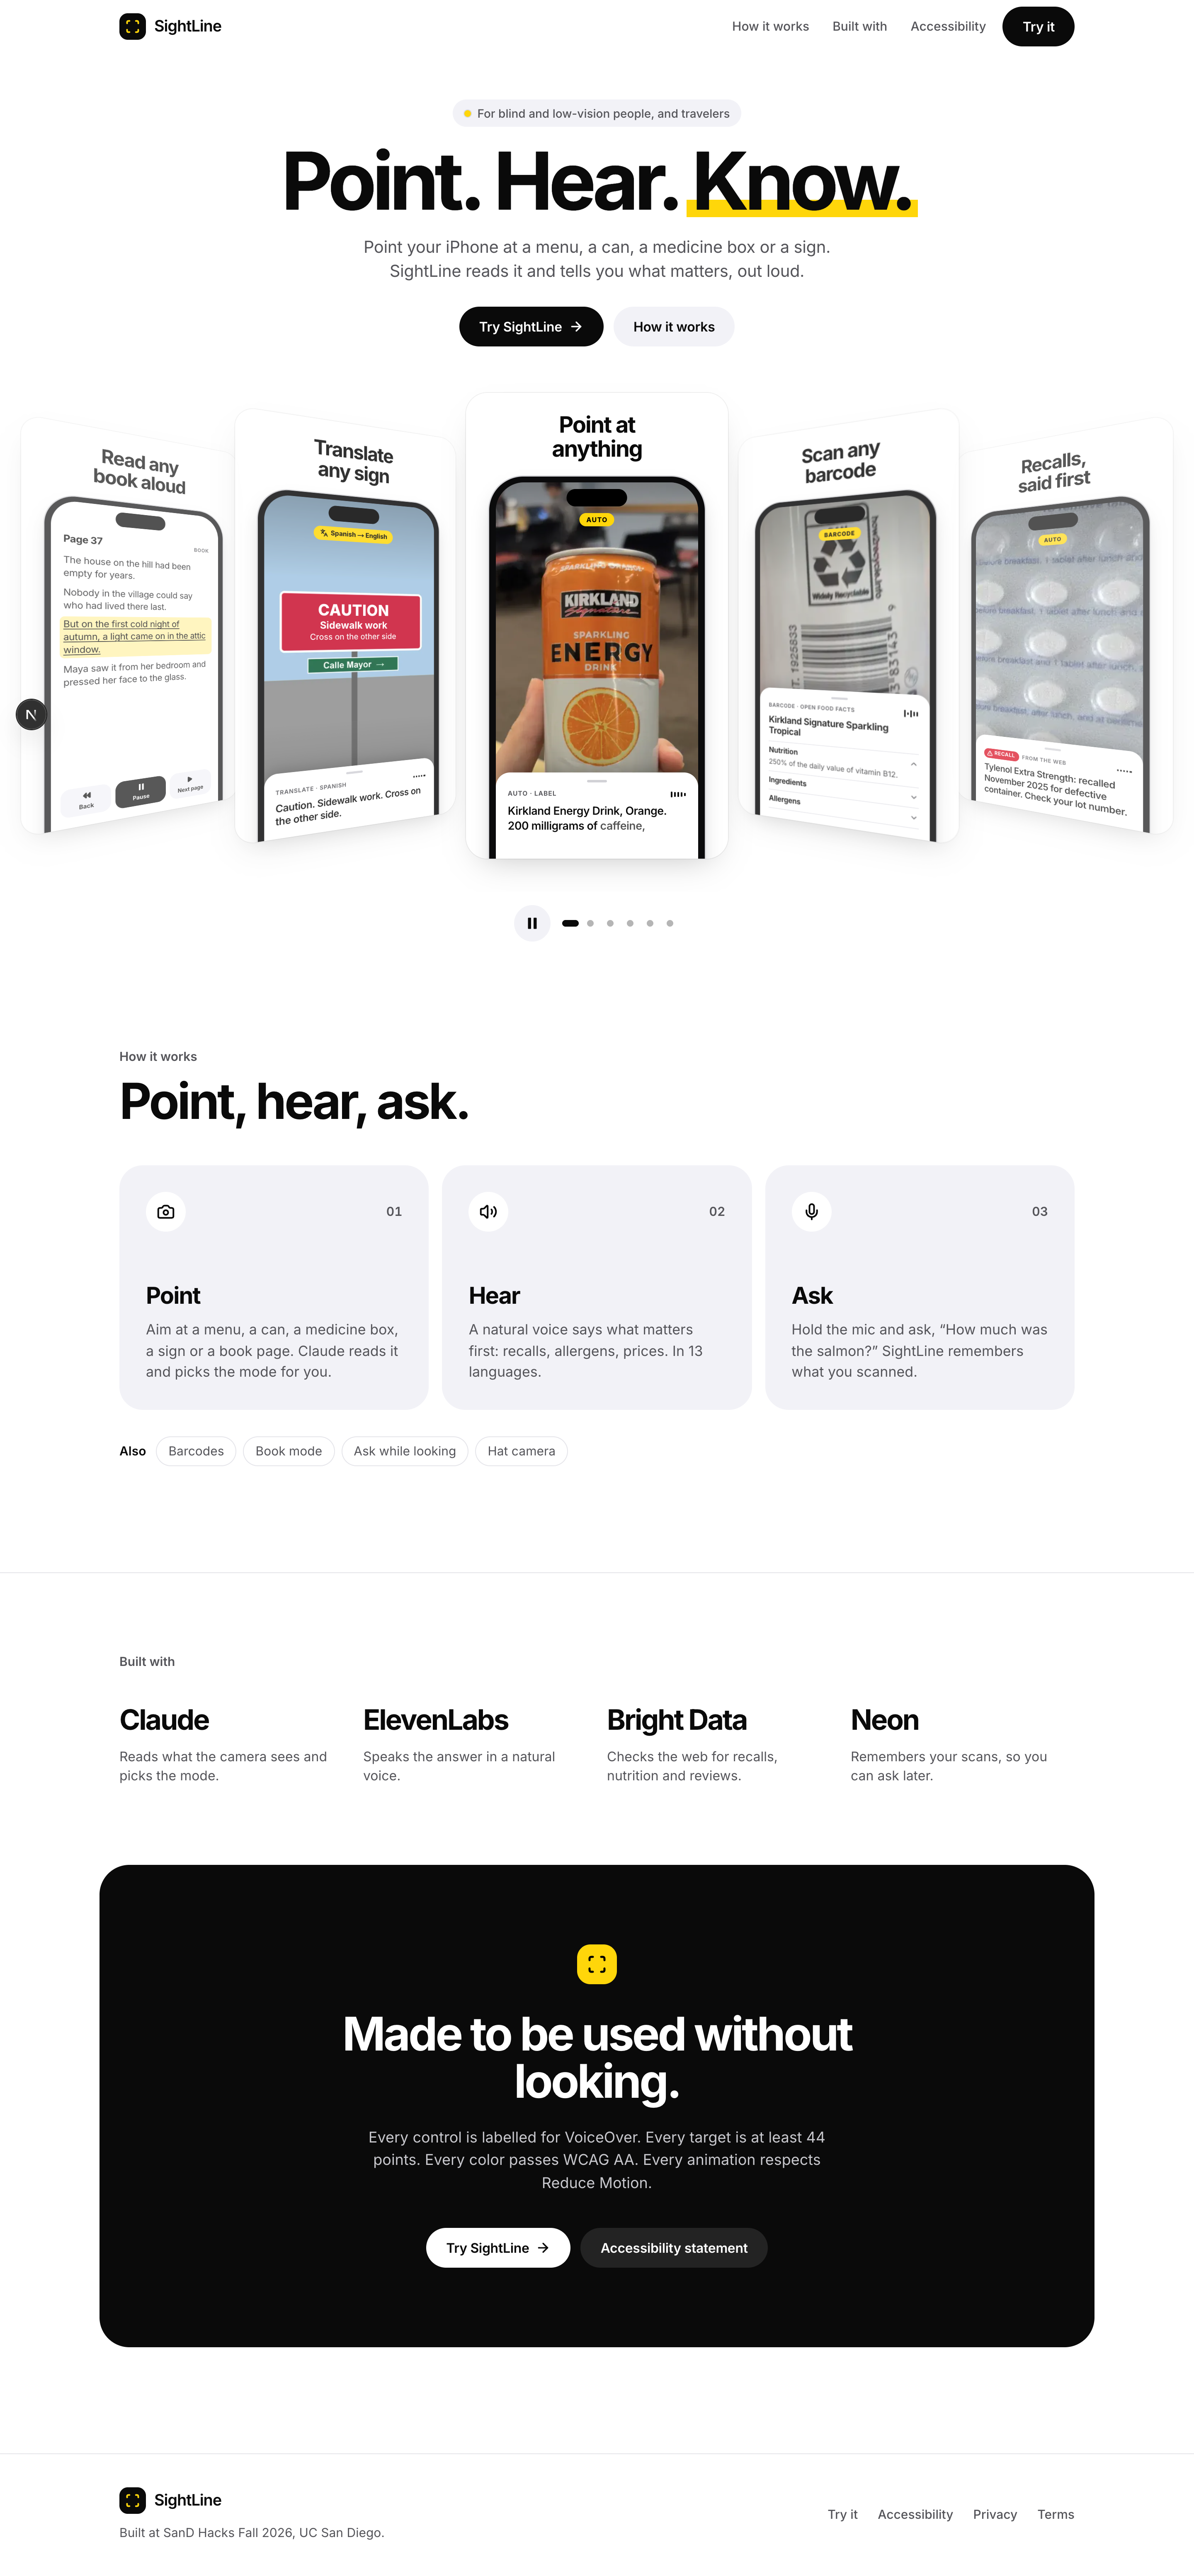 SightLine
How it works
Built with
Accessibility
Try it
For blind and low-vision people, and travelers
Point. Hear. Know.
Point your iPhone at a menu, a can, a medicine box or a sign.
SightLine reads it and tells you what matters, out loud.
Try SightLine →
How it works
Read any
book aloud
Page 37
BOOK
The house on the hill had been
empty for years.
Nobody in the village could say
who had lived there last.
But on the first cold night of
autumn, a light came on in the attic
window.
Maya saw it from her bedroom and
pressed her face to the glass.
Back
Pause
Next page
N
Translate
any sign
Spanish → English
CAUTION
Sidewalk work
Cross on the other side
Calle Mayor →
TRANSLATE · SPANISH
Caution. Sidewalk work. Cross on
the other side.
Point at
anything
AUTO
SPARKLING ORANGE
KIRKLAND
Signature
SPARKLING
ENERGY
DRINK
AUTO · LABEL
Kirkland Energy Drink, Orange.
200 milligrams of caffeine,
Scan any
barcode
BARCODE
Widely Recyclable
BARCODE · OPEN FOOD FACTS
Kirkland Signature Sparkling
Tropical
Nutrition
250% of the daily value of vitamin B12.
Ingredients
Allergens
Recalls,
said first
AUTO
RECALL
FROM THE WEB
Tylenol Extra Strength: recalled
November 2025 for defective
container. Check your lot number.
How it works
Point, hear, ask.
01
Point
Aim at a menu, a can, a medicine box,
a sign or a book page. Claude reads it
and picks the mode for you.
02
Hear
A natural voice says what matters
first: recalls, allergens, prices. In 13
languages.
03
Ask
Hold the mic and ask, “How much was
the salmon?” SightLine remembers
what you scanned.
Also
Barcodes
Book mode
Ask while looking
Hat camera
Built with
Claude
Reads what the camera sees and
picks the mode.
ElevenLabs
Speaks the answer in a natural
voice.
Bright Data
Checks the web for recalls,
nutrition and reviews.
Neon
Remembers your scans, so you
can ask later.
Made to be used without
looking.
Every control is labelled for VoiceOver. Every target is at least 44
points. Every color passes WCAG AA. Every animation respects
Reduce Motion.
Try SightLine →
Accessibility statement
SightLine
Built at SanD Hacks Fall 2026, UC San Diego.
Try it
Accessibility
Privacy
Terms